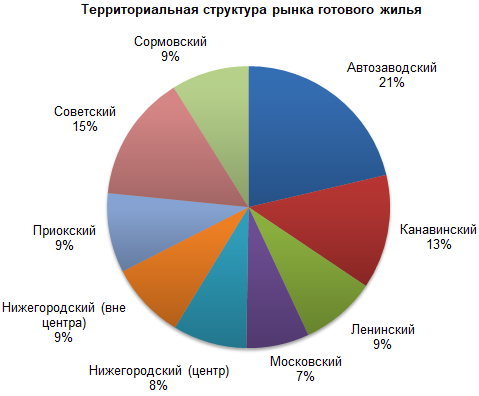 Территориальная структура рынка готового жилья
Сормовский
9%
Автозаводский
21%
Советский
15%
Канавинский
13%
Приокский
9%
Нижегородский (вне
центра)
9%
Ленинский
9%
Московский
7%
Нижегородский (центр)
8%